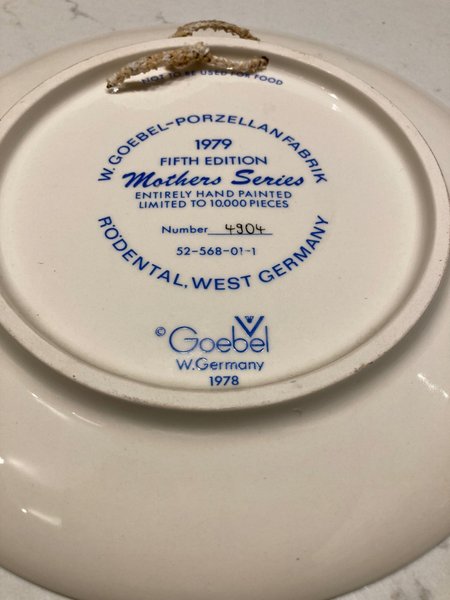 NOT TO BE USED FOR FOOD
W. GOEBEL-PORZELLANFABRIK
1979
FIFTH EDITION
Mothers Series
ENTIRELY HAND PAINTED
LIMITED TO 10.000 PIECES
Number 4904
52-568-01-1
RÖDENTAL, WEST GERMANY
© Goebel
W. Germany
1978